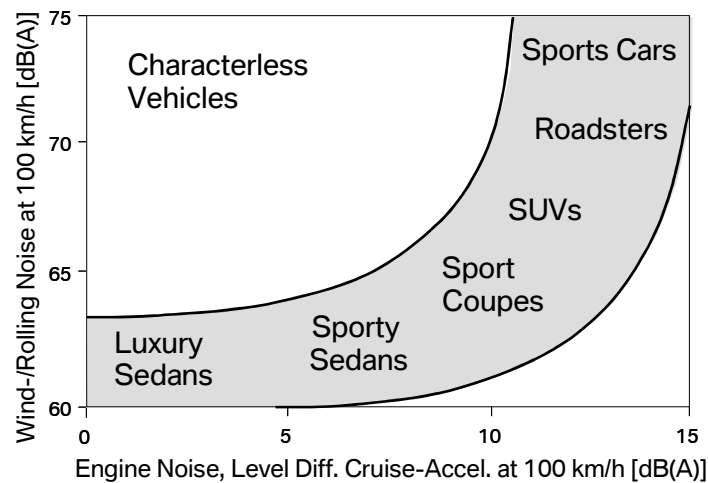 Wind-/Rolling Noise at 100 km/h [dB(A)]
75
70
65
60
Characterless
Vehicles
Sports Cars
Roadsters
SUVs
Sport
Coupes
Sporty
Sedans
Luxury
Sedans
0
5
10
15
Engine Noise, Level Diff. Cruise-Accel. at 100 km/h [dB(A)]